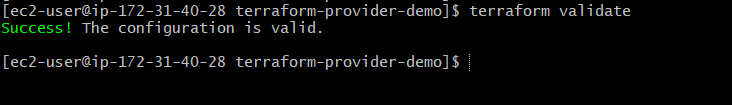 [ec2-user@ip-172-31-40-28 terraform-provider-demo]$ terraform validate
Success! The configuration is valid.
[ec2-user@ip-172-31-40-28 terraform-provider-demo]$